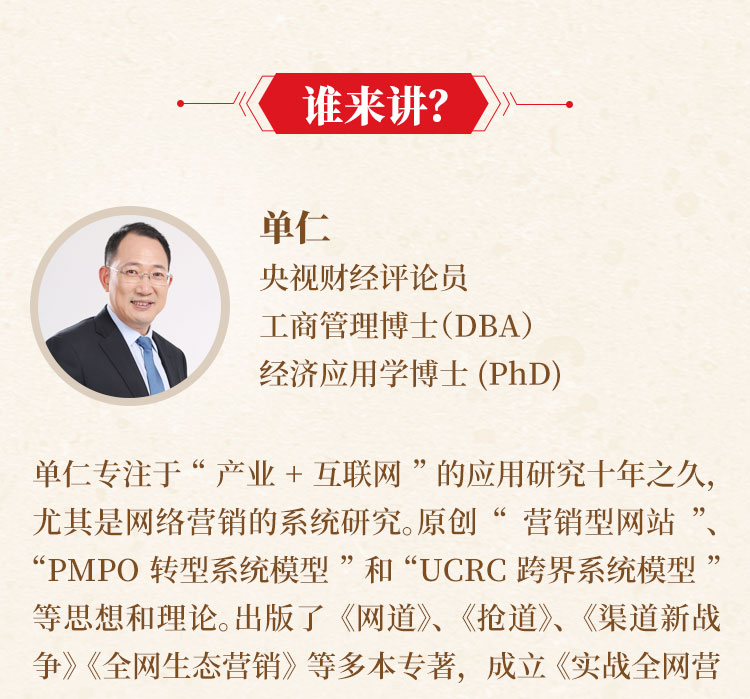 谁来讲?
单仁
央视财经评论员
工商管理博士(DBA)
经济应用学博士 (PhD)
单仁专注于 “ 产业 + 互联网 ” 的应用研究十年之久,
尤其是网络营销的系统研究。原创 “ 营销型网站 ”、
“PMPO 转型系统模型 ” 和 “UCRC 跨界系统模型 ”
等思想和理论。出版了《网道》、《抢道》、《渠道新战
争》《全网生态营销》等多本专著，成立《实战全网营